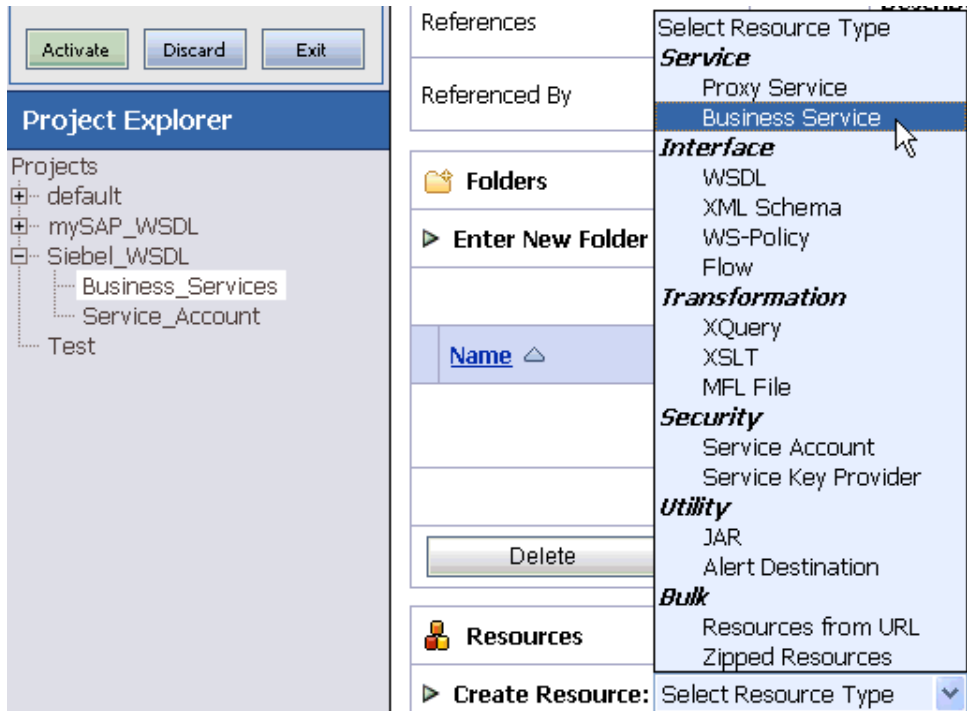 Activate Discard Exit
Project Explorer
Projects
default
mySAP_WSDL
Siebel_WSDL
Business_Services
Service_Account
Test
References
Referenced By
Folders
Enter New Folder
Name
Delete
Resources
Create Resource: Select Resource Type
Select Resource Type
Service
Proxy Service
Business Service
Interface
WSDL
XML Schema
WS-Policy
Flow
Transformation
XQuery
XSLT
MFL File
Security
Service Account
Service Key Provider
Utility
JAR
Alert Destination
Bulk
Resources from URL
Zipped Resources